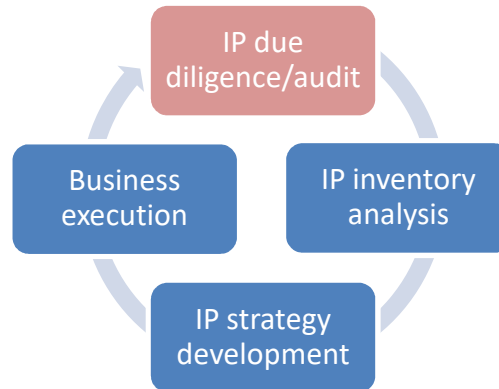 IP due
diligence/audit
IP inventory
analysis
IP strategy
development
Business
execution